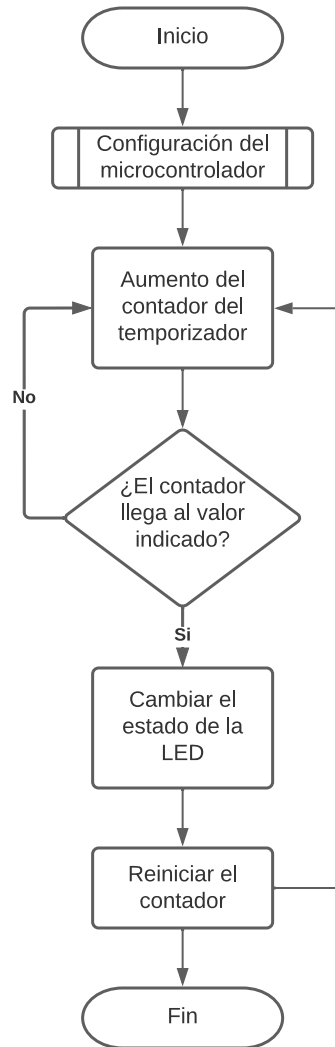 Inicio
Configuración del
microcontrolador
Aumento del
contador del
temporizador
No
¿El contador
llega al valor
indicado?
Si
Cambiar el
estado de la
LED
Reiniciar el
contador
Fin